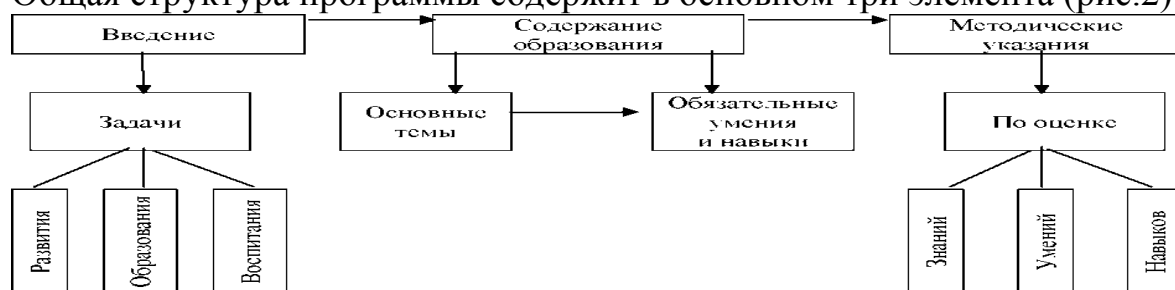 Общая структура программы содержит в основном три элемента (рис.2)
Введение
Содержание
образования
Методические
указания
Задачи
Основные
темы
Обязательные
умения
и навыки
По оценке
Развития
Образования
Воспитания
Знаний
Умений
Навыков